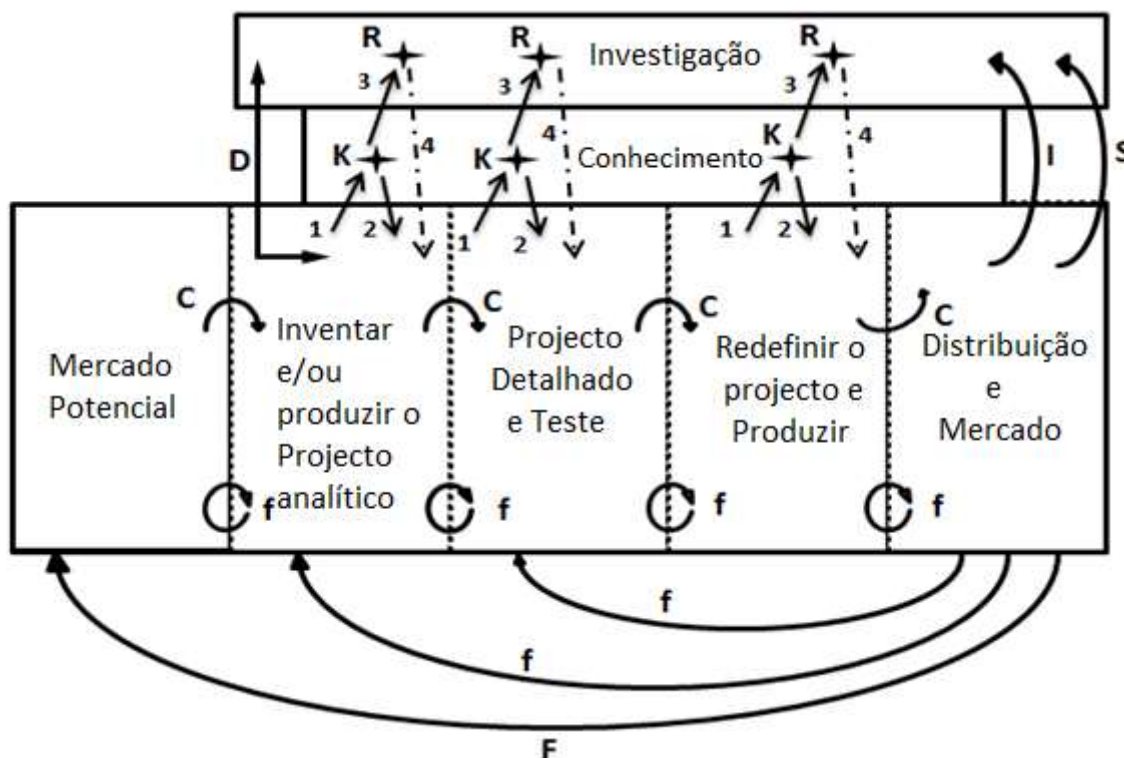 R R R
Investigação
3 3 3
D K 4 K 4 Conhecimento K 4 I S
1 2 1 2 1 2
C C C C
Mercado
Potencial
Inventar
e/ou
produzir o
Projecto
analítico
Projecto
Detalhado
e Teste
Redefinir o
projecto e
Produzir
Distribuição
e
Mercado
f f f f
f
f
F